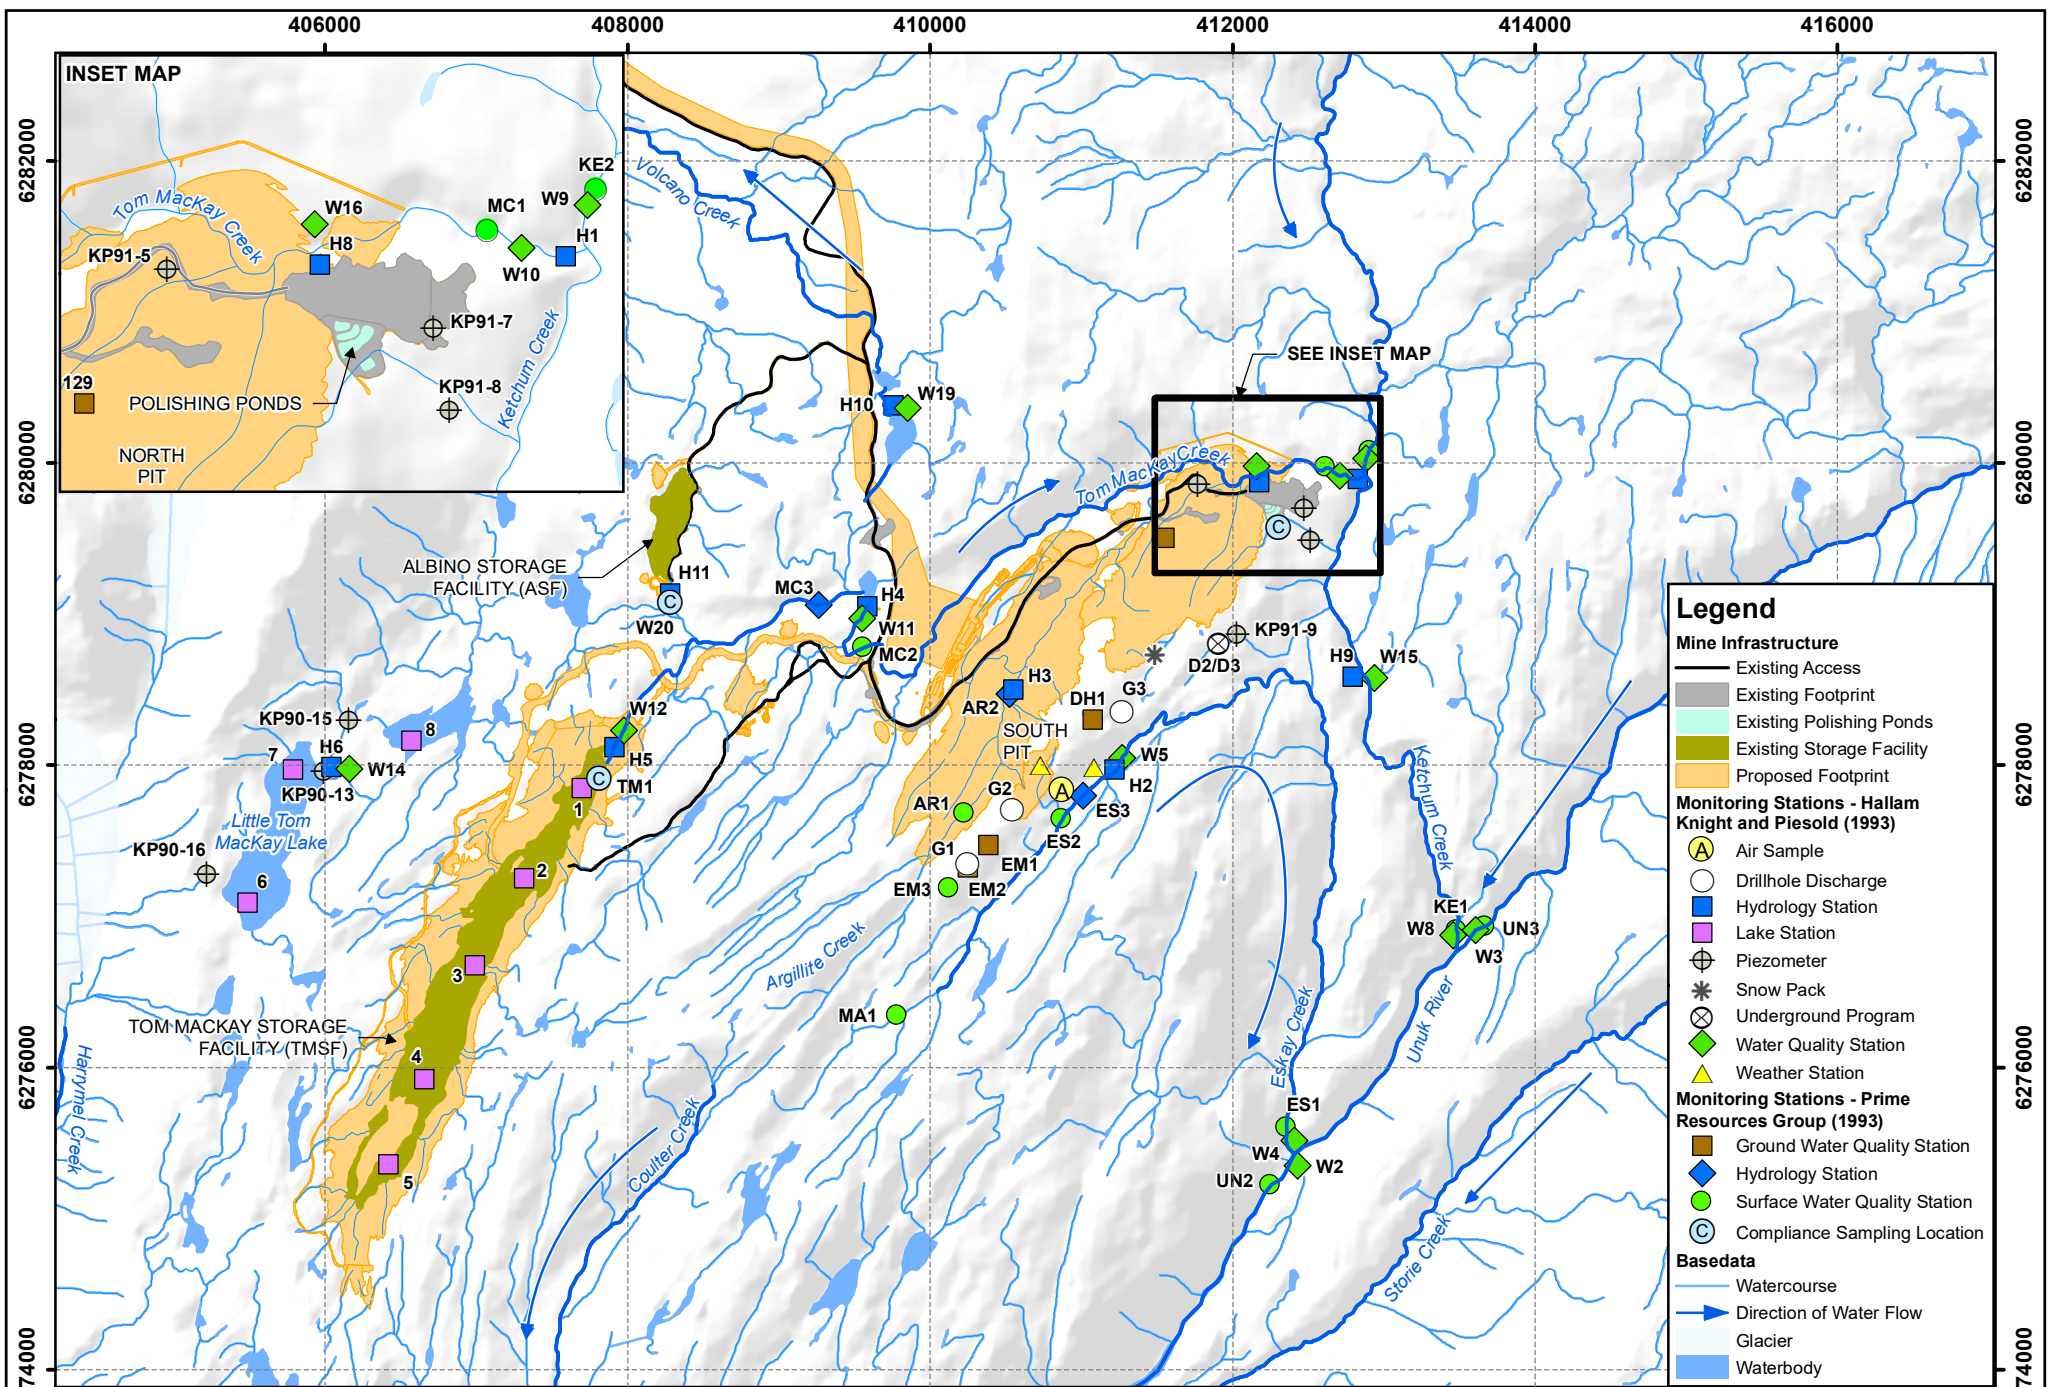 406000
408000
410000
412000
414000
416000
6282000
6280000
6278000
6276000
74000
6282000
6280000
6278000
6276000
74000
INSET MAP
Tom MacKay
Creek
W16
H8
KP91-5
MC1
W10
KE2
W9
H1
KP91-7
KP91-8
Ketchum Creek
129
POLISHING PONDS
NORTH
PIT
Volcano Creek
SEE INSET MAP
H10
W19
Tom MacKay Creek
ALBINO STORAGE
FACILITY (ASF)
H11
W20
MC3
H4
W11
MC2
KP91-9
D2/D3
H9
W15
H3
AR2
DH1
G3
SOUTH
PIT
W5
H2
ES3
ES2
A
G2
AR1
G1
EM1
EM2
EM3
C
C
C
KP90-15
8
7
H6
W14
KP90-13
Little Tom
MacKay Lake
KP90-16
6
W12
H5
TM1
1
2
3
4
5
TOM MACKAY STORAGE
FACILITY (TMSF)
Argillite Creek
MA1
Ketchum Creek
KE1
W8
UN3
W3
Unuk River
Eskay Creek
ES1
W4
W2
UN2
Coulter Creek
Storie Creek
Harrymel Creek
Legend
Mine Infrastructure
Existing Access
Existing Footprint
Existing Polishing Ponds
Existing Storage Facility
Proposed Footprint
Monitoring Stations - Hallam
Knight and Piesold (1993)
A Air Sample
Drillhole Discharge
Hydrology Station
Lake Station
Piezometer
Snow Pack
Underground Program
Water Quality Station
Weather Station
Monitoring Stations - Prime
Resources Group (1993)
Ground Water Quality Station
Hydrology Station
Surface Water Quality Station
C Compliance Sampling Location
Basedata
Watercourse
Direction of Water Flow
Glacier
Waterbody